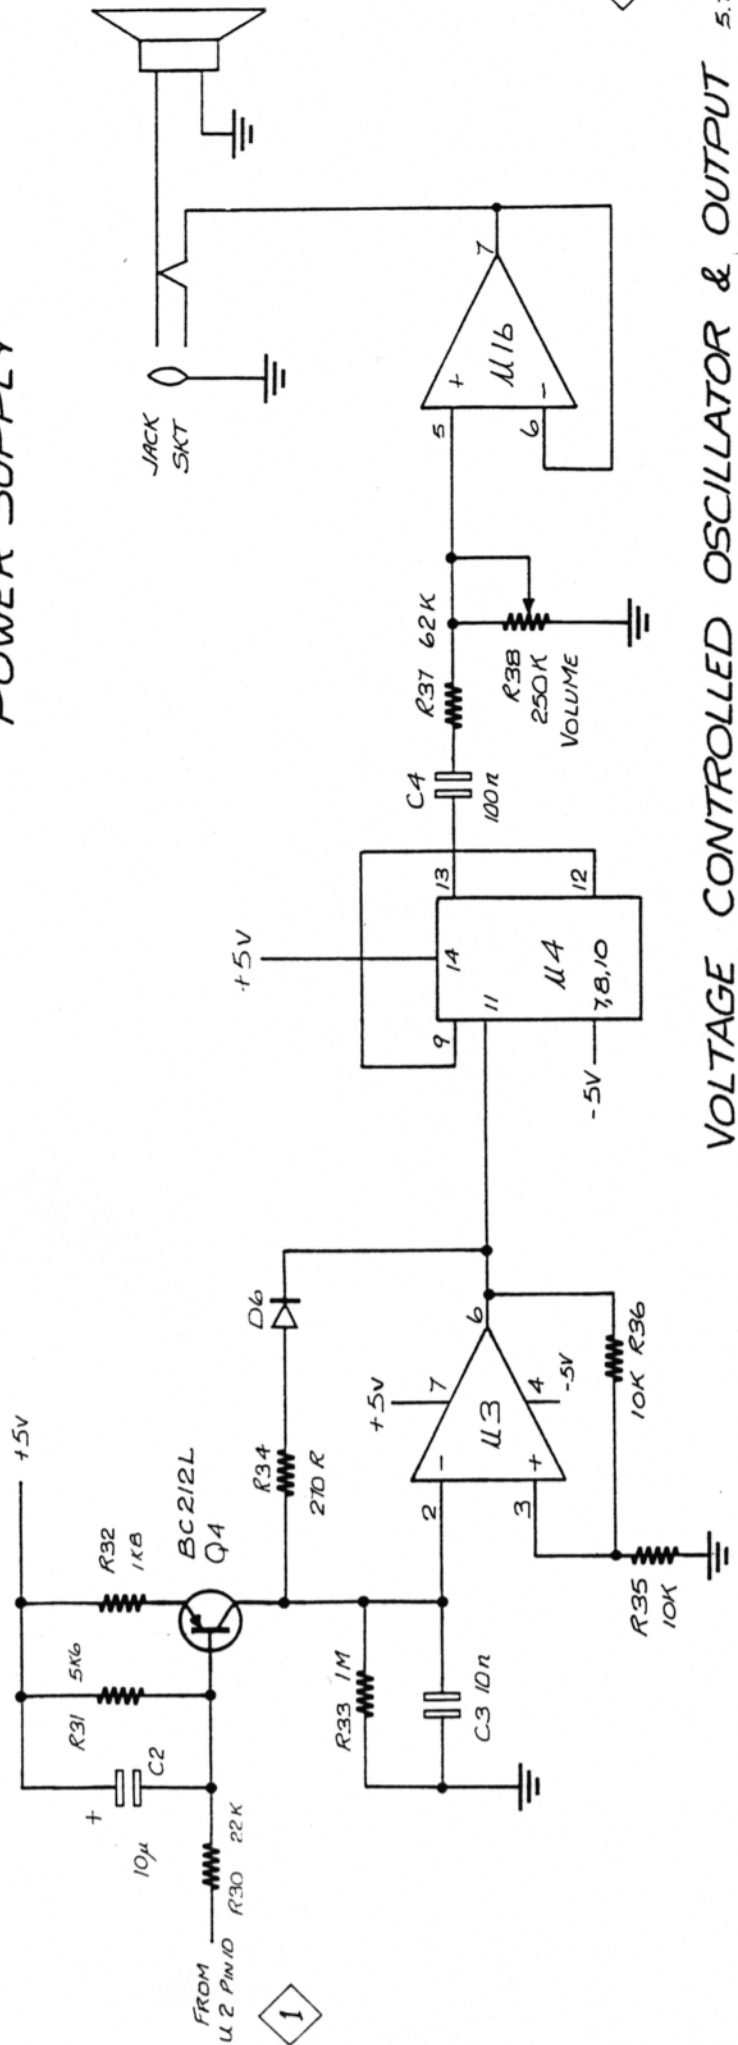 POWER SUPPLY
FROM
U2 PIN 10
1
R30 22K
10µ
+
C2
R31 5K6
+5V
R32
1K8
BC212L
Q4
R33 1M
C3 10n
R34
270R
D6
+5V
2
-
7
U3
6
3
+
4
-5V
R35
10K
10K R36
+5V
9
14
13
11
U4
7,8,10
12
-5V
C4
100n
R37 62K
R38
250K
VOLUME
5
+
U1b
7
6
-
JACK
SKT
VOLTAGE CONTROLLED OSCILLATOR & OUTPUT